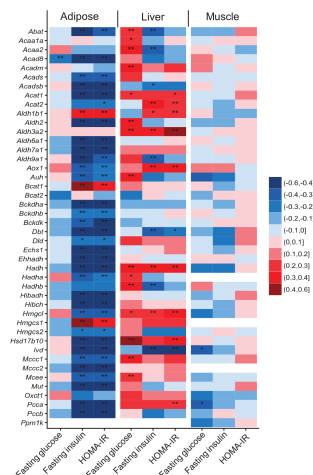 Adipose Liver Muscle
Abat
Acaa1a
Acaa2
Acad8
Acadm
Acads
Acadsb
Acat1
Acat2
Aldh1b1
Aldh2
Aldh3a2
Aldh6a1
Aldh7a1
Aldh9a1
Aox1
Auh
Bcat1
Bcat2
Bckdha
Bckdhb
Bckdk
Dbt
Dld
Echs1
Ehhadh
Hadh
Hadha
Hadhb
Hibadh
Hibch
Hmgcl
Hmgcs1
Hmgcs2
Hsd17b10
Ivd
Mccc1
Mccc2
Mcee
Mut
Oxct1
Pcca
Pccb
Ppm1k
Fasting glucose
Fasting insulin
HOMA-IR
Fasting glucose
Fasting insulin
HOMA-IR
Fasting glucose
Fasting insulin
HOMA-IR
(-0.6,-0.4)
(-0.4,-0.3)
(-0.3,-0.2)
(-0.2,-0.1)
(-0.1,0]
(0,0.1]
(0.1,0.2]
(0.2,0.3)
(0.3,0.4]
(0.4,0.6)